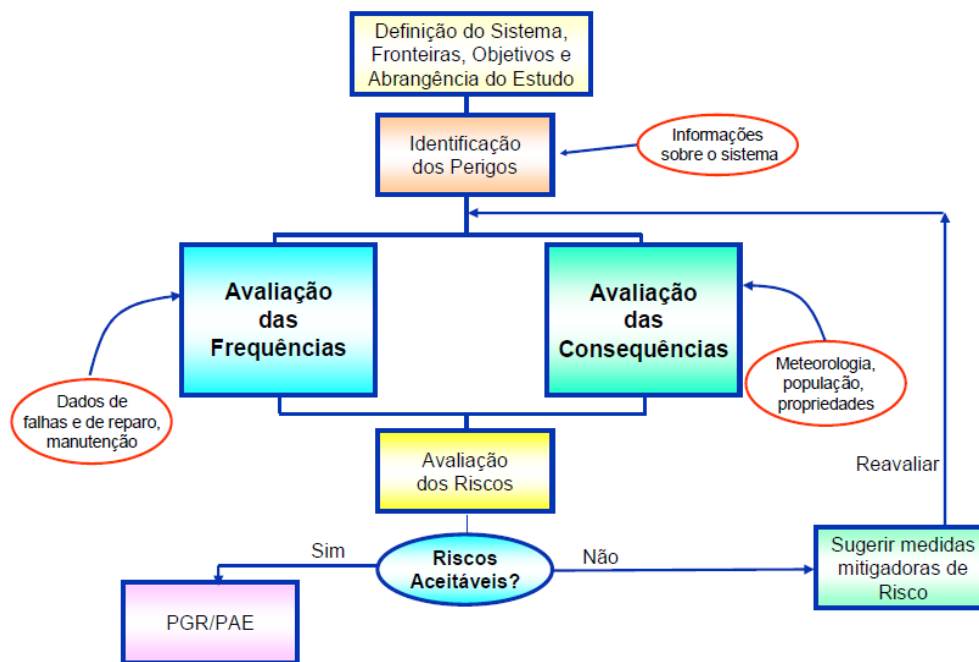 Definição do Sistema,
Fronteiras, Objetivos e
Abrangência do Estudo
Identificação
dos Perigos
Informações
sobre o sistema
Avaliação
das
Frequências
Avaliação
das
Consequências
Dados de
falhas e de reparo,
manutenção
Meteorologia,
população,
propriedades
Avaliação
dos Riscos
Reavaliar
Sim
Riscos
Aceitáveis?
Não
Sugerir medidas
mitigadoras de
Risco
PGR/PAE